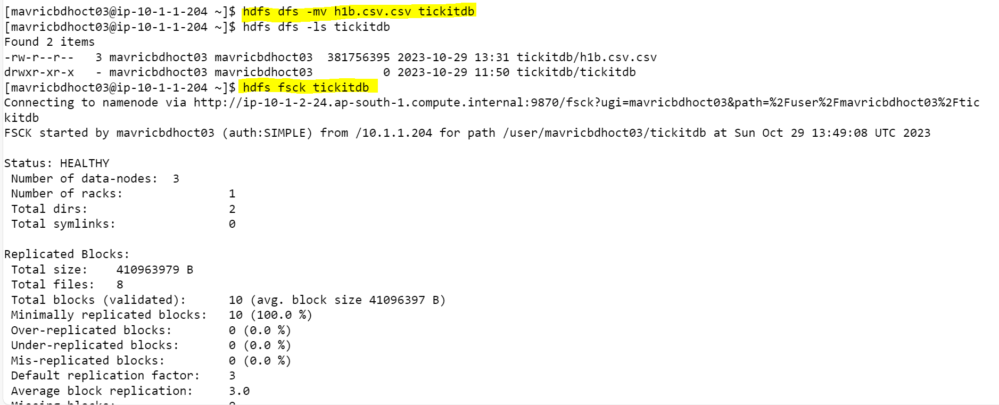 [mavricbdhoct03@ip-10-1-1-204 ~]$ hdfs dfs -mv h1b.csv.csv tickitdb
[mavricbdhoct03@ip-10-1-1-204 ~]$ hdfs dfs -ls tickitdb
Found 2 items
-rw-r--r--   3 mavricbdhoct03 mavricbdhoct03  381756395 2023-10-29 13:31 tickitdb/h1b.csv.csv
drwxr-xr-x   - mavricbdhoct03 mavricbdhoct03          0 2023-10-29 11:50 tickitdb/tickitdb
[mavricbdhoct03@ip-10-1-1-204 ~]$ hdfs fsck tickitdb
Connecting to namenode via http://ip-10-1-2-24.ap-south-1.compute.internal:9870/fsck?ugi=mavricbdhoct03&path=%2Fuser%2Fmavricbdhoct03%2Ftic
kitdb
FSCK started by mavricbdhoct03 (auth:SIMPLE) from /10.1.1.204 for path /user/mavricbdhoct03/tickitdb at Sun Oct 29 13:49:08 UTC 2023
Status: HEALTHY
 Number of data-nodes:  3
 Number of racks:               1
 Total dirs:                    2
 Total symlinks:                0
Replicated Blocks:
 Total size:    410963979 B
 Total files:   8
 Total blocks (validated):      10 (avg. block size 41096397 B)
 Minimally replicated blocks:   10 (100.0 %)
 Over-replicated blocks:        0 (0.0 %)
 Under-replicated blocks:       0 (0.0 %)
 Mis-replicated blocks:         0 (0.0 %)
 Default replication factor:    3
 Average block replication:     3.0
 Missing blocks:                0